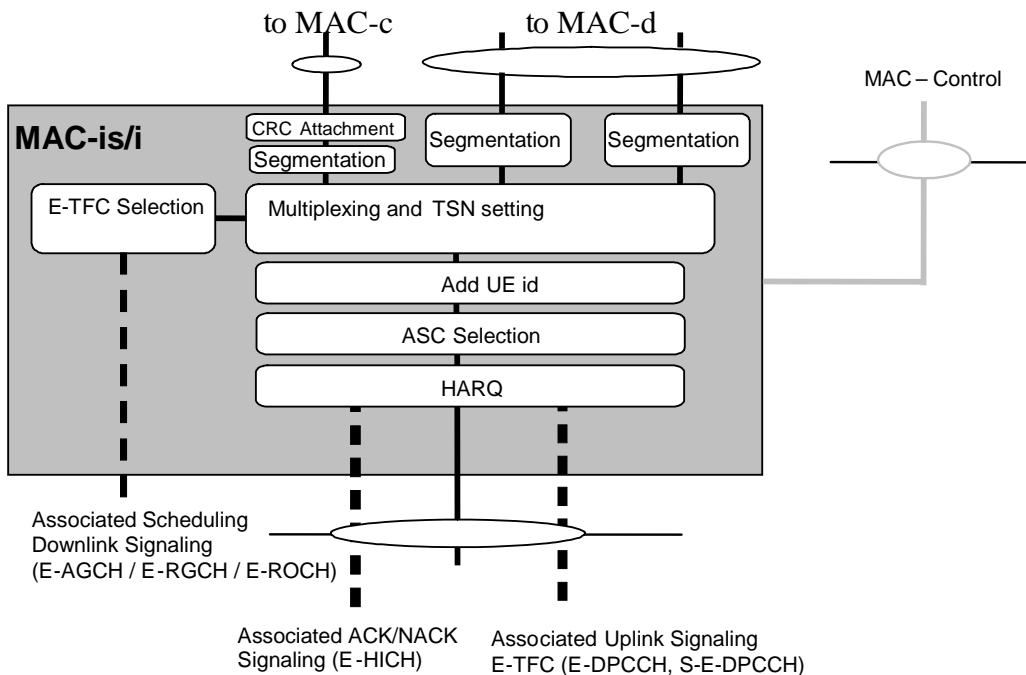 to MAC-c
to MAC-d
MAC – Control
MAC-is/i
CRC Attachment
Segmentation
Segmentation
Segmentation
E-TFC Selection
Multiplexing and TSN setting
Add UE id
ASC Selection
HARQ
Associated Scheduling
Downlink Signaling
(E-AGCH / E-RGCH / E-ROCH)
Associated ACK/NACK
Signaling (E-HICH)
Associated Uplink Signaling
E-TFC (E-DPCCH, S-E-DPCCH)